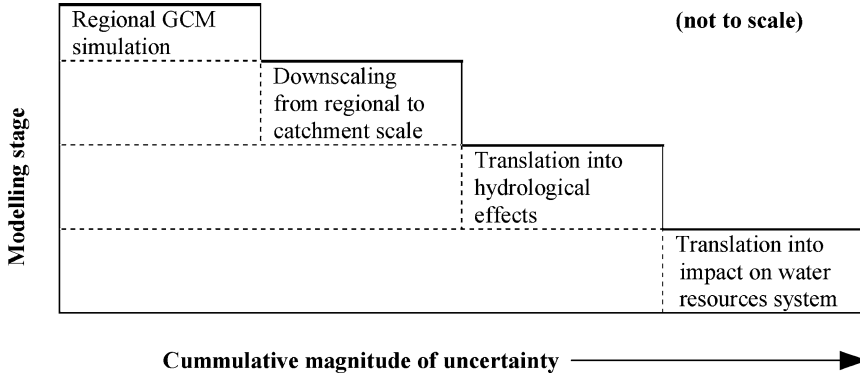 Regional GCM
simulation
(not to scale)
Downscaling
from regional to
catchment scale
Modelling stage
Translation into
hydrological
effects
Translation into
impact on water
resources system
Cummulative magnitude of uncertainty